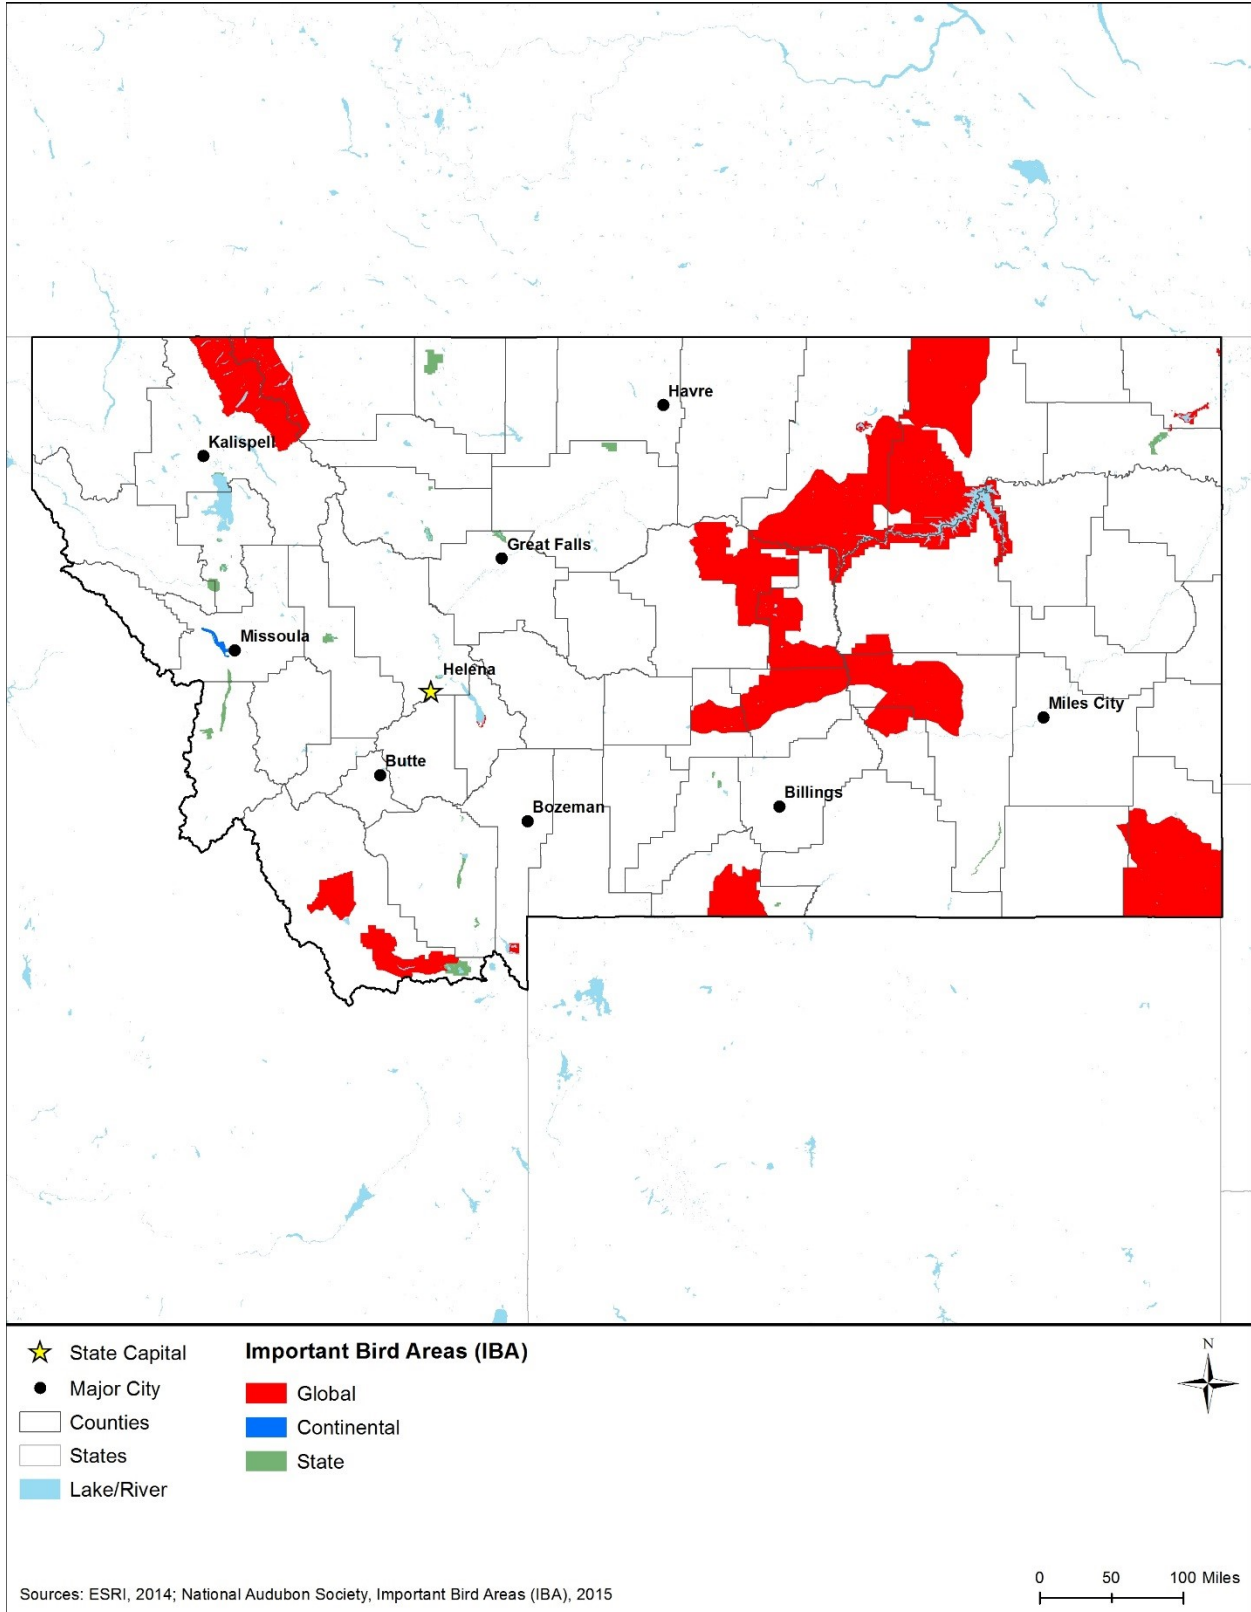 Havre
Kalispell
Great Falls
Missoula
Helena
Miles City
Butte
Billings
Bozeman
State Capital
Important Bird Areas (IBA)
N
Major City
Global
Counties
Continental
States
State
Lake/River
0 50 100 Miles
Sources: ESRI, 2014; National Audubon Society, Important Bird Areas (IBA), 2015